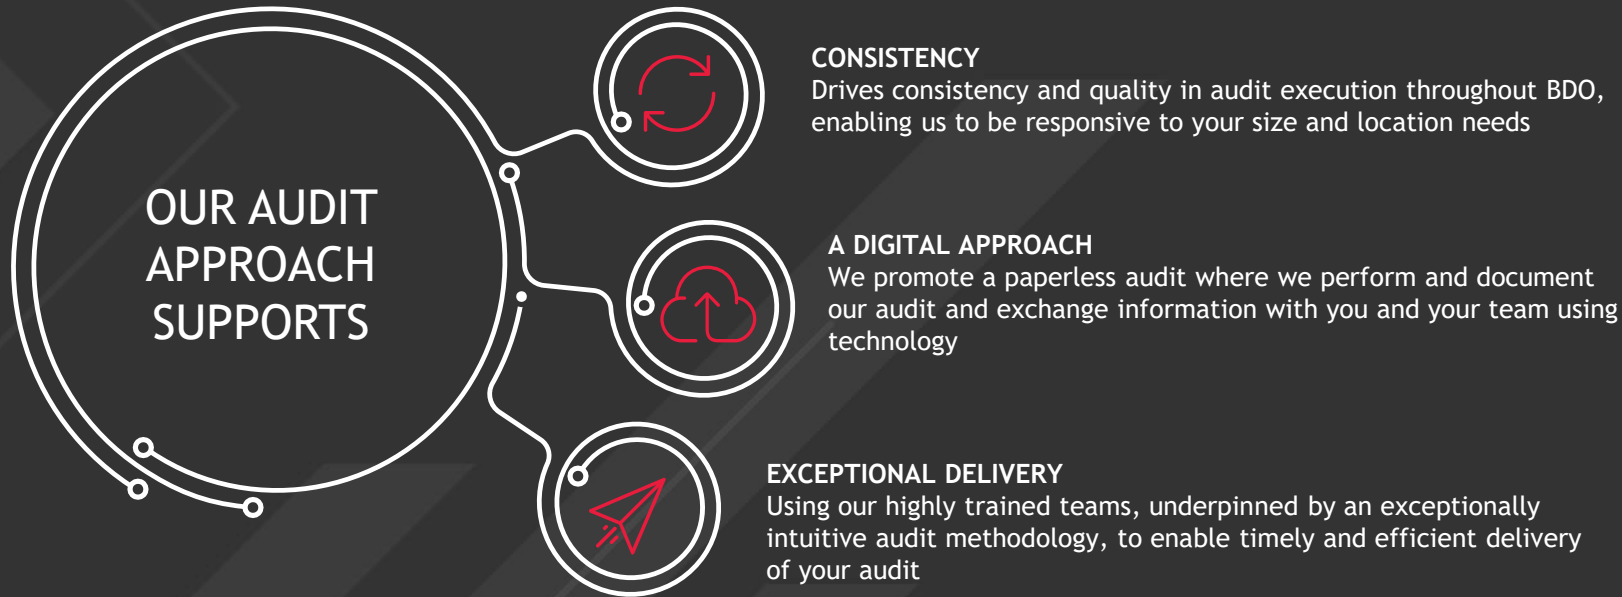 OUR AUDIT
APPROACH
SUPPORTS
CONSISTENCY
Drives consistency and quality in audit execution throughout BDO,
enabling us to be responsive to your size and location needs
A DIGITAL APPROACH
We promote a paperless audit where we perform and document
our audit and exchange information with you and your team using
technology
EXCEPTIONAL DELIVERY
Using our highly trained teams, underpinned by an exceptionally
intuitive audit methodology, to enable timely and efficient delivery
of your audit